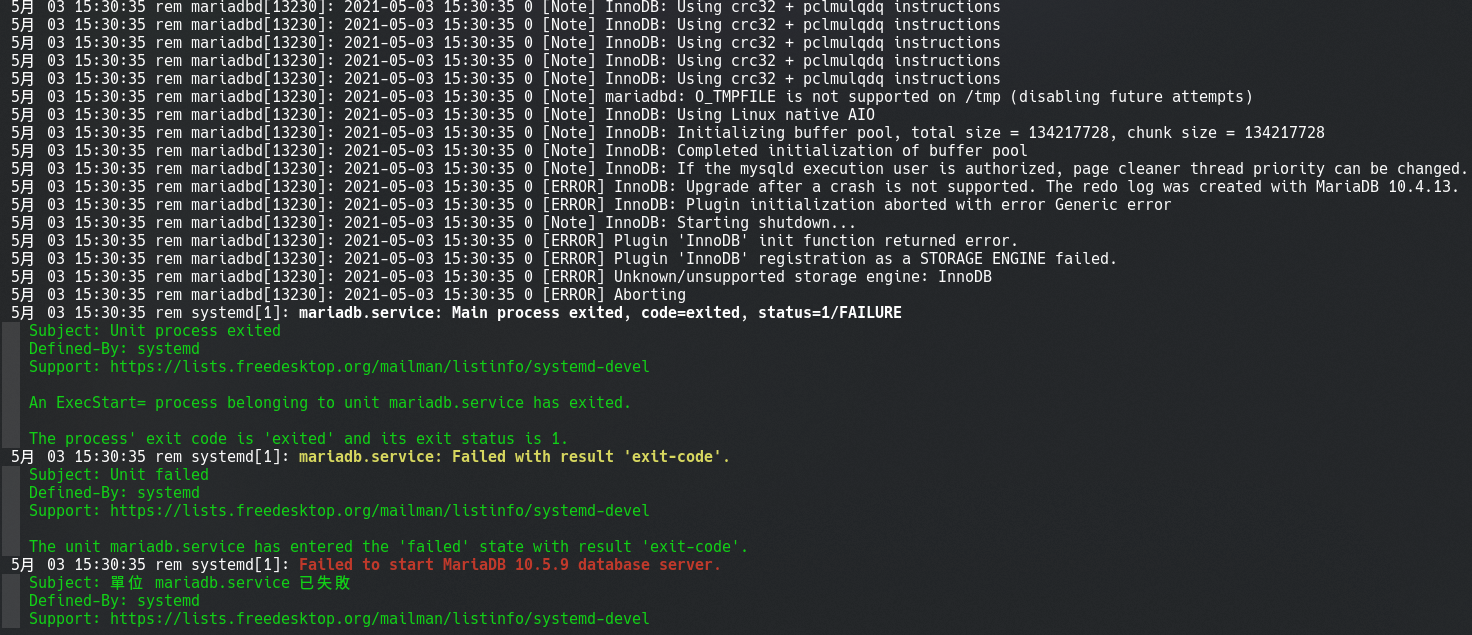 5月 03 15:30:35 rem mariadbd[13230]: 2021-05-03 15:30:35 0 [Note] InnoDB: Using crc32 + pclmulqdq instructions
5月 03 15:30:35 rem mariadbd[13230]: 2021-05-03 15:30:35 0 [Note] InnoDB: Using crc32 + pclmulqdq instructions
5月 03 15:30:35 rem mariadbd[13230]: 2021-05-03 15:30:35 0 [Note] InnoDB: Using crc32 + pclmulqdq instructions
5月 03 15:30:35 rem mariadbd[13230]: 2021-05-03 15:30:35 0 [Note] InnoDB: Using crc32 + pclmulqdq instructions
5月 03 15:30:35 rem mariadbd[13230]: 2021-05-03 15:30:35 0 [Note] InnoDB: Using crc32 + pclmulqdq instructions
5月 03 15:30:35 rem mariadbd[13230]: 2021-05-03 15:30:35 0 [Note] mariadbd: O_TMPFILE is not supported on /tmp (disabling future attempts)
5月 03 15:30:35 rem mariadbd[13230]: 2021-05-03 15:30:35 0 [Note] InnoDB: Using Linux native AIO
5月 03 15:30:35 rem mariadbd[13230]: 2021-05-03 15:30:35 0 [Note] InnoDB: Initializing buffer pool, total size = 134217728, chunk size = 134217728
5月 03 15:30:35 rem mariadbd[13230]: 2021-05-03 15:30:35 0 [Note] InnoDB: Completed initialization of buffer pool
5月 03 15:30:35 rem mariadbd[13230]: 2021-05-03 15:30:35 0 [Note] InnoDB: If the mysqld execution user is authorized, page cleaner thread priority can be changed.
5月 03 15:30:35 rem mariadbd[13230]: 2021-05-03 15:30:35 0 [ERROR] InnoDB: Upgrade after a crash is not supported. The redo log was created with MariaDB 10.4.13.
5月 03 15:30:35 rem mariadbd[13230]: 2021-05-03 15:30:35 0 [ERROR] InnoDB: Plugin initialization aborted with error Generic error
5月 03 15:30:35 rem mariadbd[13230]: 2021-05-03 15:30:35 0 [Note] InnoDB: Starting shutdown...
5月 03 15:30:35 rem mariadbd[13230]: 2021-05-03 15:30:35 0 [ERROR] Plugin 'InnoDB' init function returned error.
5月 03 15:30:35 rem mariadbd[13230]: 2021-05-03 15:30:35 0 [ERROR] Plugin 'InnoDB' registration as a STORAGE ENGINE failed.
5月 03 15:30:35 rem mariadbd[13230]: 2021-05-03 15:30:35 0 [ERROR] Unknown/unsupported storage engine: InnoDB
5月 03 15:30:35 rem mariadbd[13230]: 2021-05-03 15:30:35 0 [ERROR] Aborting
5月 03 15:30:35 rem systemd[1]: mariadb.service: Main process exited, code=exited, status=1/FAILURE
Subject: Unit process exited
Defined-By: systemd
Support: https://lists.freedesktop.org/mailman/listinfo/systemd-devel
An ExecStart= process belonging to unit mariadb.service has exited.
The process' exit code is 'exited' and its exit status is 1.
5月 03 15:30:35 rem systemd[1]: mariadb.service: Failed with result 'exit-code'.
Subject: Unit failed
Defined-By: systemd
Support: https://lists.freedesktop.org/mailman/listinfo/systemd-devel
The unit mariadb.service has entered the 'failed' state with result 'exit-code'.
5月 03 15:30:35 rem systemd[1]: Failed to start MariaDB 10.5.9 database server.
Subject: 單位 mariadb.service 已失敗
Defined-By: systemd
Support: https://lists.freedesktop.org/mailman/listinfo/systemd-devel